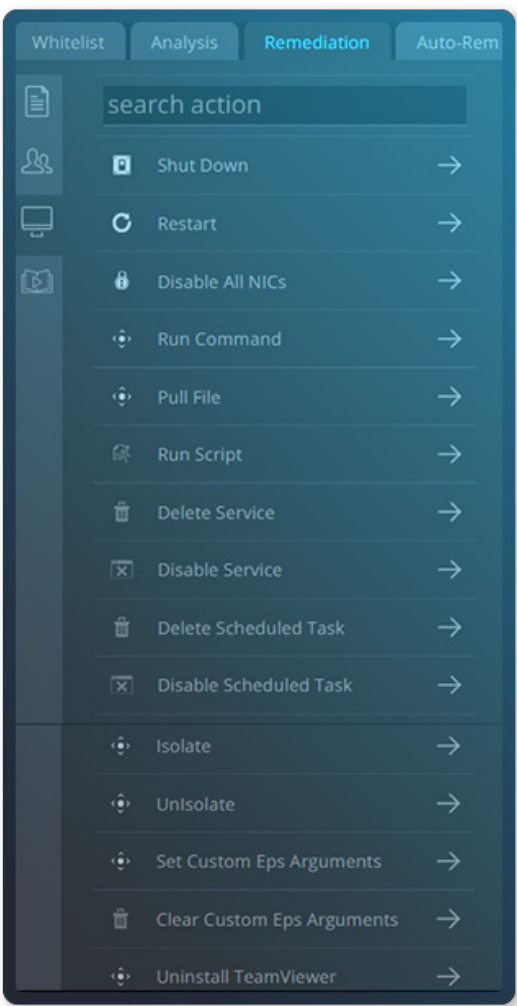 Whitelist Analysis Remediation Auto-Rem
search action
Shut Down
Restart
Disable All NICs
Run Command
Pull File
Run Script
Delete Service
Disable Service
Delete Scheduled Task
Disable Scheduled Task
Isolate
UnIsolate
Set Custom Eps Arguments
Clear Custom Eps Arguments
Uninstall TeamViewer